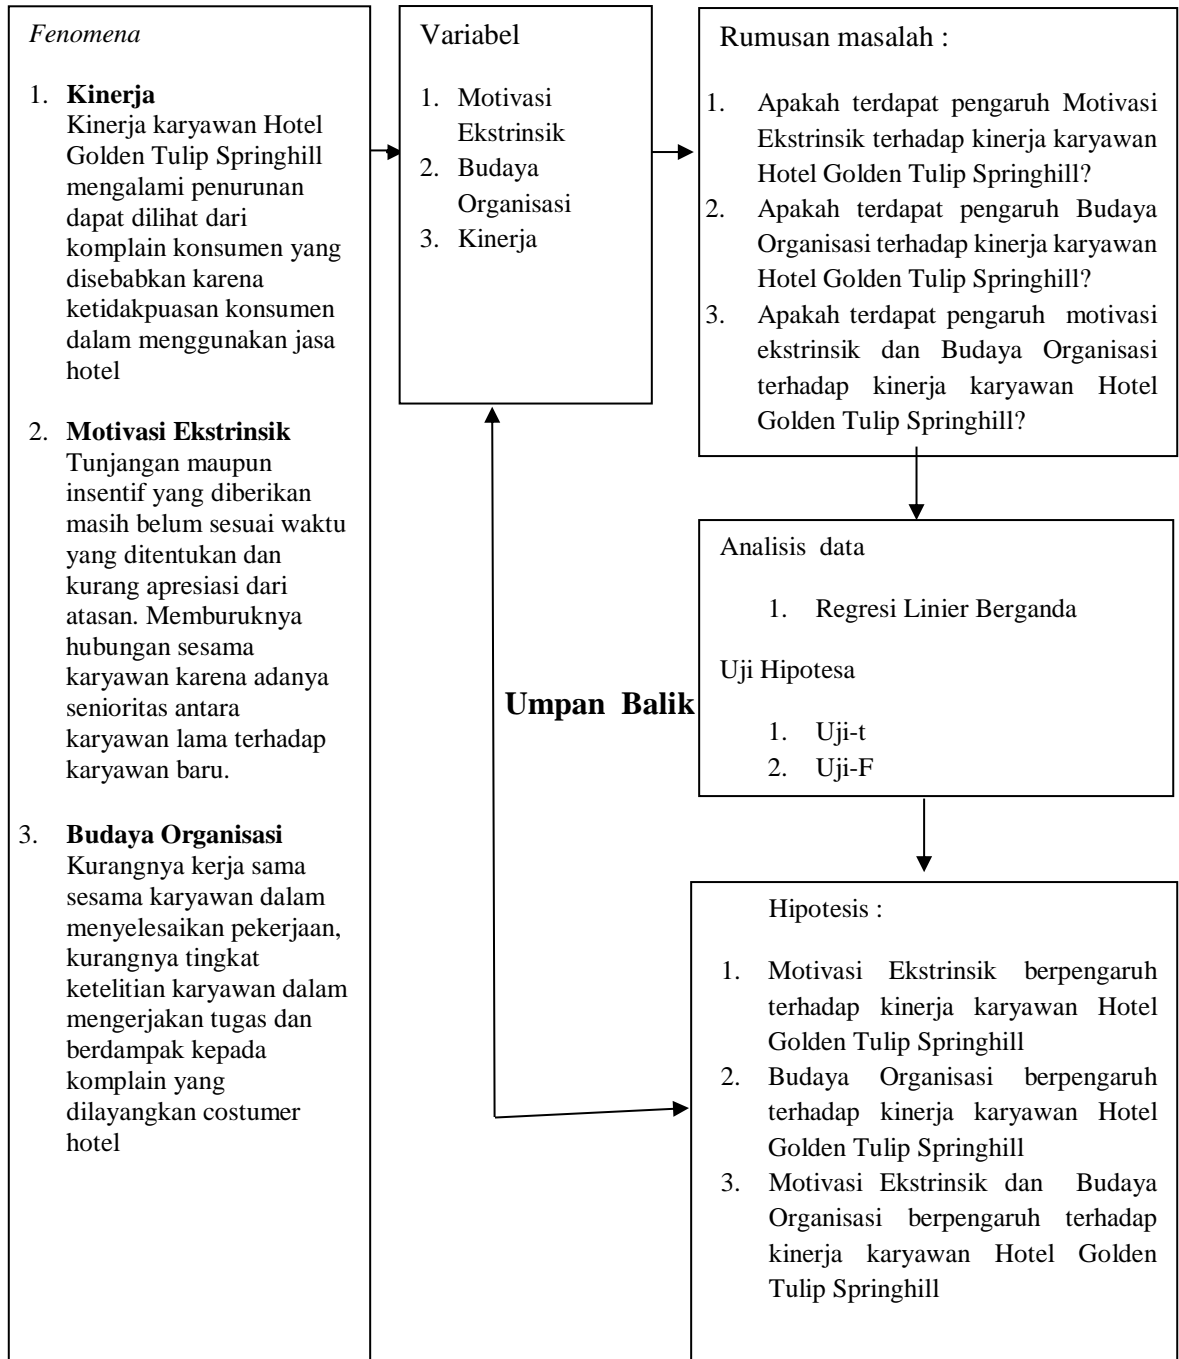 Fenomena
1. Kinerja
Kinerja karyawan Hotel
Golden Tulip Springhill
mengalami penurunan
dapat dilihat dari
komplain konsumen yang
disebabkan karena
ketidakpuasan konsumen
dalam menggunakan jasa
hotel
2. Motivasi Ekstrinsik
Tunjangan maupun
insentif yang diberikan
masih belum sesuai waktu
yang ditentukan dan
kurang apresiasi dari
atasan. Memburuknya
hubungan sesama
karyawan karena adanya
senioritas antara
karyawan lama terhadap
karyawan baru.
3. Budaya Organisasi
Kurangnya kerja sama
sesama karyawan dalam
menyelesaikan pekerjaan,
kurangnya tingkat
ketelitian karyawan dalam
mengerjakan tugas dan
berdampak kepada
komplain yang
dilayangkan costumer
hotel
Variabel
1. Motivasi
Ekstrinsik
2. Budaya
Organisasi
3. Kinerja
Rumusan masalah :
1. Apakah terdapat pengaruh Motivasi
Ekstrinsik terhadap kinerja karyawan
Hotel Golden Tulip Springhill?
2. Apakah terdapat pengaruh Budaya
Organisasi terhadap kinerja karyawan
Hotel Golden Tulip Springhill?
3. Apakah terdapat pengaruh motivasi
ekstrinsik dan Budaya Organisasi
terhadap kinerja karyawan Hotel
Golden Tulip Springhill?
Analisis data
1. Regresi Linier Berganda
Uji Hipotesa
1. Uji-t
2. Uji-F
Umpan Balik
Hipotesis :
1. Motivasi Ekstrinsik berpengaruh
terhadap kinerja karyawan Hotel
Golden Tulip Springhill
2. Budaya Organisasi berpengaruh
terhadap kinerja karyawan Hotel
Golden Tulip Springhill
3. Motivasi Ekstrinsik dan Budaya
Organisasi berpengaruh terhadap
kinerja karyawan Hotel Golden
Tulip Springhill